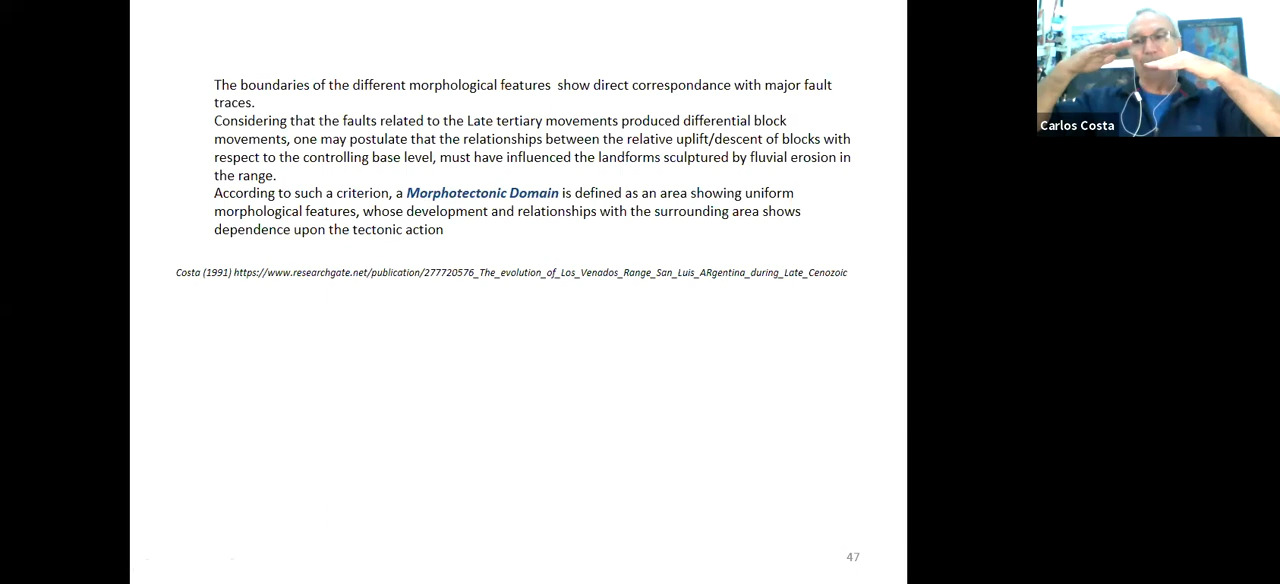 The boundaries of the different morphological features show direct correspondance with major fault
traces.
Considering that the faults related to the Late tertiary movements produced differential block
movements, one may postulate that the relationships between the relative uplift/descent of blocks with
respect to the controlling base level, must have influenced the landforms sculptured by fluvial erosion in
the range.
According to such a criterion, a Morphotectonic Domain is defined as an area showing uniform
morphological features, whose development and relationships with the surrounding area shows
dependence upon the tectonic action
Costa (1991) https://www.researchgate.net/publication/277720576_The_evolution_of_Los_Venados_Range_San_Luis_ARgentina_during_Late_Cenozoic
47
Carlos Costa